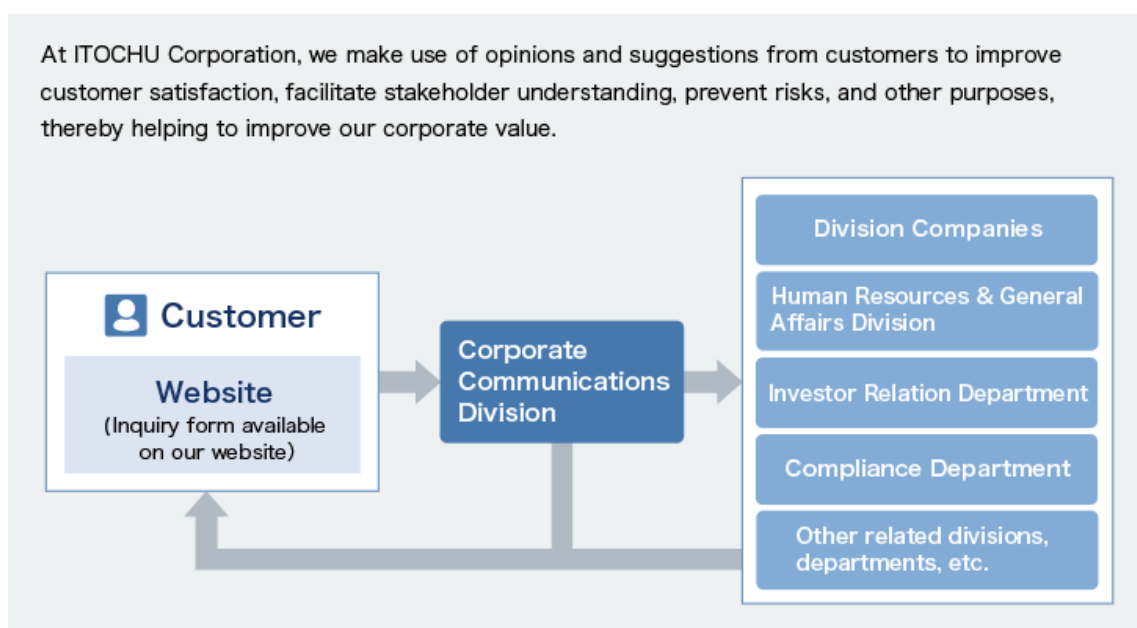 At ITOCHU Corporation, we make use of opinions and suggestions from customers to improve
customer satisfaction, facilitate stakeholder understanding, prevent risks, and other purposes,
thereby helping to improve our corporate value.
Customer
Website
(Inquiry form available
on our website)
Corporate
Communications
Division
Division Companies
Human Resources & General
Affairs Division
Investor Relation Department
Compliance Department
Other related divisions,
departments, etc.